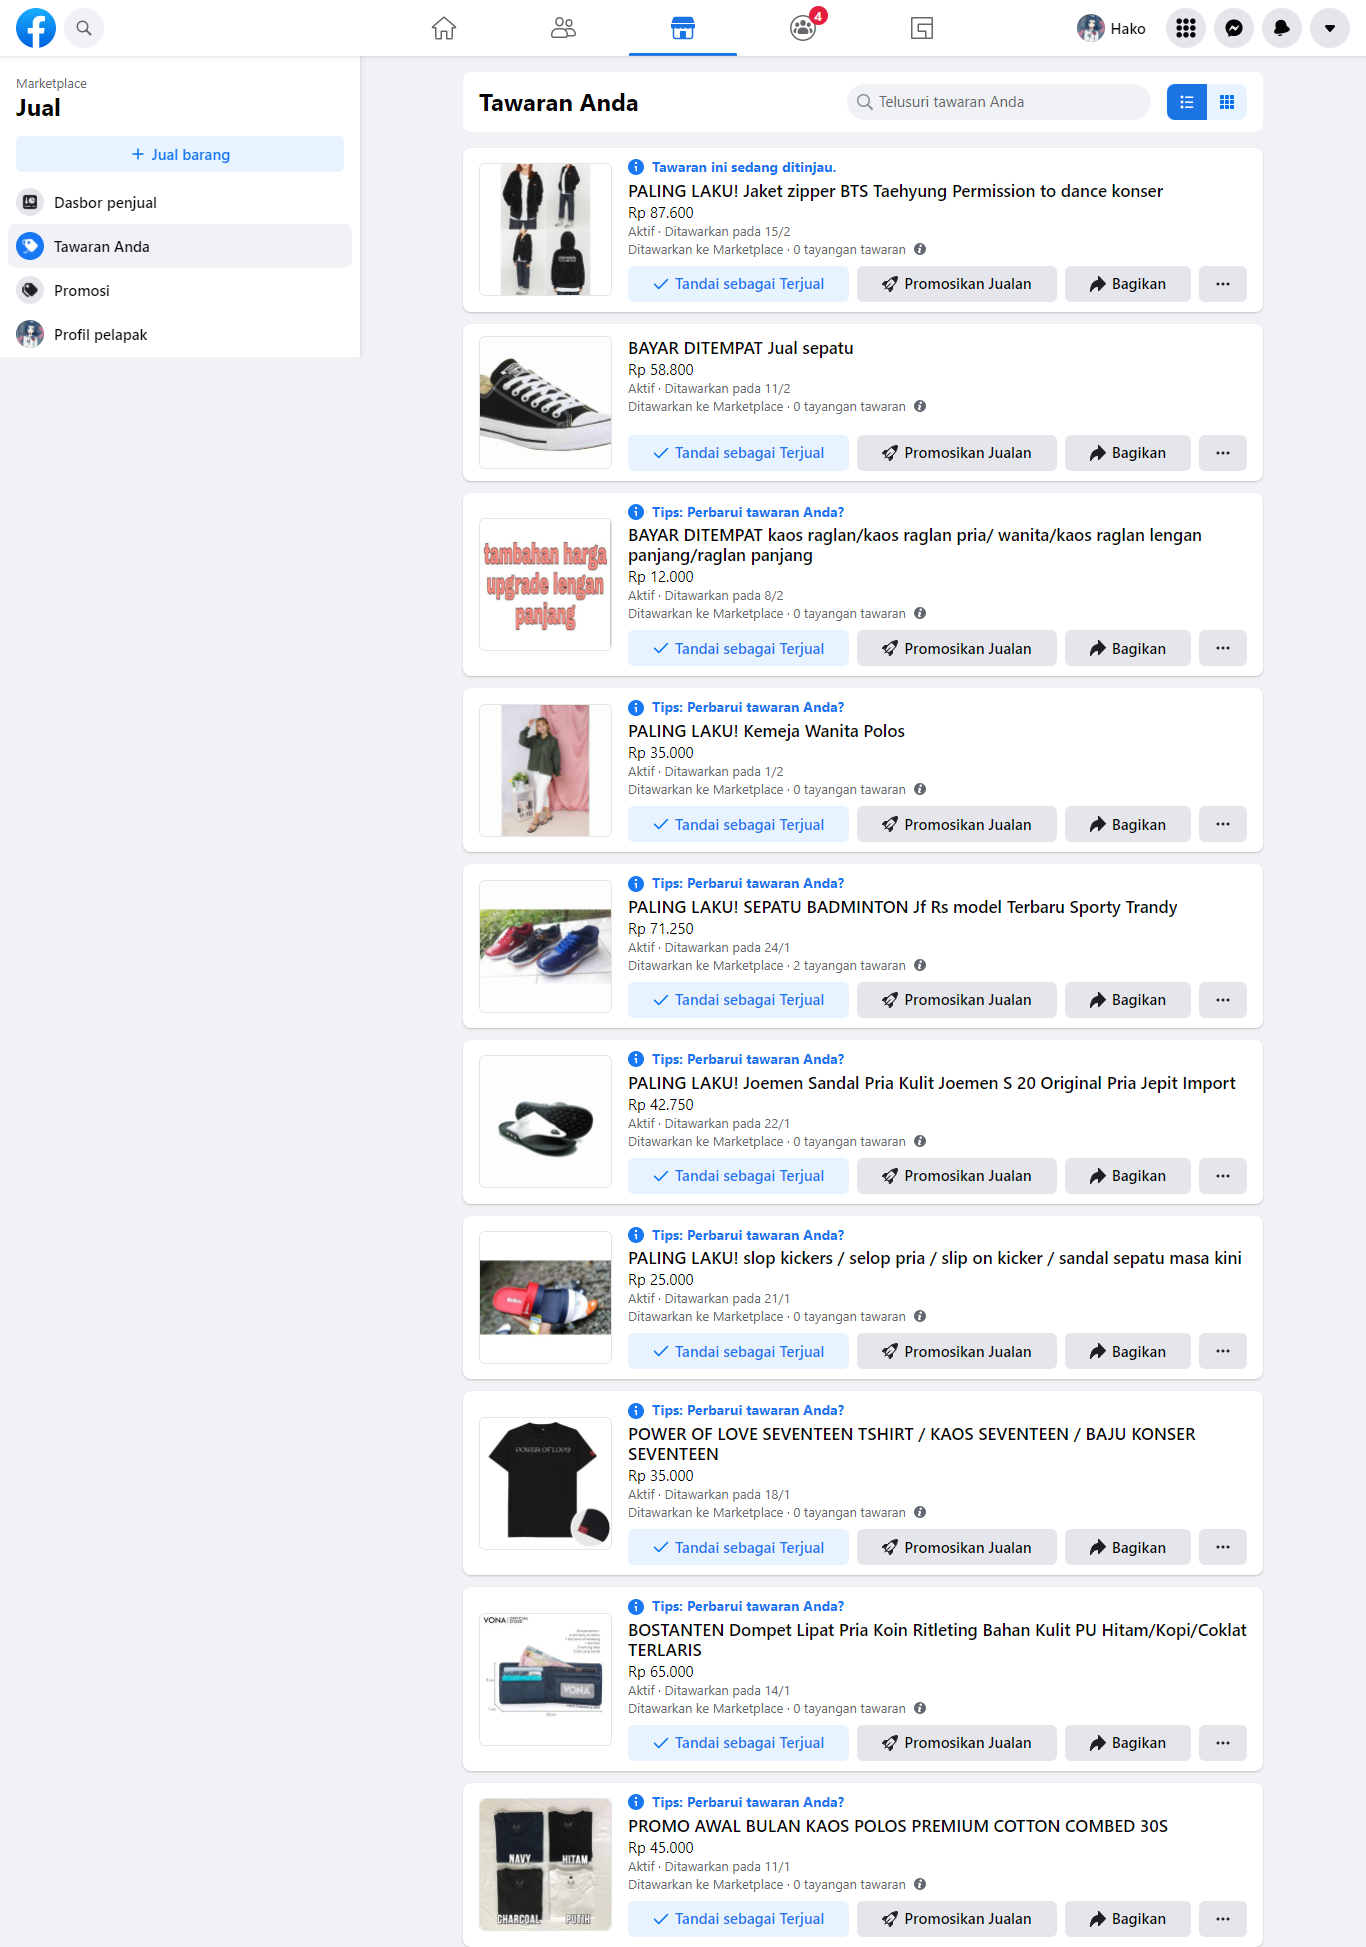 4
Hako
Marketplace
Jual
Jual barang
Dasbor penjual
Tawaran Anda
Promosi
Profil pelapak
Tawaran Anda
Telusuri tawaran Anda
Tawaran ini sedang ditinjau.
PALING LAKU! Jaket zipper BTS Taehyung Permission to dance konser
Rp 87.600
Aktif · Ditawarkan pada 15/2
Ditawarkan ke Marketplace · 0 tayangan tawaran
Tandai sebagai Terjual
Promosikan Jualan
Bagikan
BAYAR DITEMPAT Jual sepatu
Rp 58.800
Aktif · Ditawarkan pada 11/2
Ditawarkan ke Marketplace · 0 tayangan tawaran
Tandai sebagai Terjual
Promosikan Jualan
Bagikan
tambahan harga
upgrade lengan
panjang
Tips: Perbarui tawaran Anda?
BAYAR DITEMPAT kaos raglan/kaos raglan pria/ wanita/kaos raglan lengan
panjang/raglan panjang
Rp 12.000
Aktif · Ditawarkan pada 8/2
Ditawarkan ke Marketplace · 0 tayangan tawaran
Tandai sebagai Terjual
Promosikan Jualan
Bagikan
Tips: Perbarui tawaran Anda?
PALING LAKU! Kemeja Wanita Polos
Rp 35.000
Aktif · Ditawarkan pada 1/2
Ditawarkan ke Marketplace · 0 tayangan tawaran
Tandai sebagai Terjual
Promosikan Jualan
Bagikan
Tips: Perbarui tawaran Anda?
PALING LAKU! SEPATU BADMINTON Jf Rs model Terbaru Sporty Trandy
Rp 71.250
Aktif · Ditawarkan pada 24/1
Ditawarkan ke Marketplace · 2 tayangan tawaran
Tandai sebagai Terjual
Promosikan Jualan
Bagikan
Tips: Perbarui tawaran Anda?
PALING LAKU! Joemen Sandal Pria Kulit Joemen S 20 Original Pria Jepit Import
Rp 42.750
Aktif · Ditawarkan pada 22/1
Ditawarkan ke Marketplace · 0 tayangan tawaran
Tandai sebagai Terjual
Promosikan Jualan
Bagikan
Tips: Perbarui tawaran Anda?
PALING LAKU! slop kickers / selop pria / slip on kicker / sandal sepatu masa kini
Rp 25.000
Aktif · Ditawarkan pada 21/1
Ditawarkan ke Marketplace · 0 tayangan tawaran
Tandai sebagai Terjual
Promosikan Jualan
Bagikan
POWER OF LOVE
Tips: Perbarui tawaran Anda?
POWER OF LOVE SEVENTEEN TSHIRT / KAOS SEVENTEEN / BAJU KONSER
SEVENTEEN
Rp 35.000
Aktif · Ditawarkan pada 18/1
Ditawarkan ke Marketplace · 0 tayangan tawaran
Tandai sebagai Terjual
Promosikan Jualan
Bagikan
VONA OFFICIAL STORE
VONA
Tips: Perbarui tawaran Anda?
BOSTANTEN Dompet Lipat Pria Koin Ritleting Bahan Kulit PU Hitam/Kopi/Coklat
TERLARIS
Rp 65.000
Aktif · Ditawarkan pada 14/1
Ditawarkan ke Marketplace · 0 tayangan tawaran
Tandai sebagai Terjual
Promosikan Jualan
Bagikan
NAVY HITAM
CHARCOAL PUTIH
Tips: Perbarui tawaran Anda?
PROMO AWAL BULAN KAOS POLOS PREMIUM COTTON COMBED 30S
Rp 45.000
Aktif · Ditawarkan pada 11/1
Ditawarkan ke Marketplace · 0 tayangan tawaran
Tandai sebagai Terjual
Promosikan Jualan
Bagikan